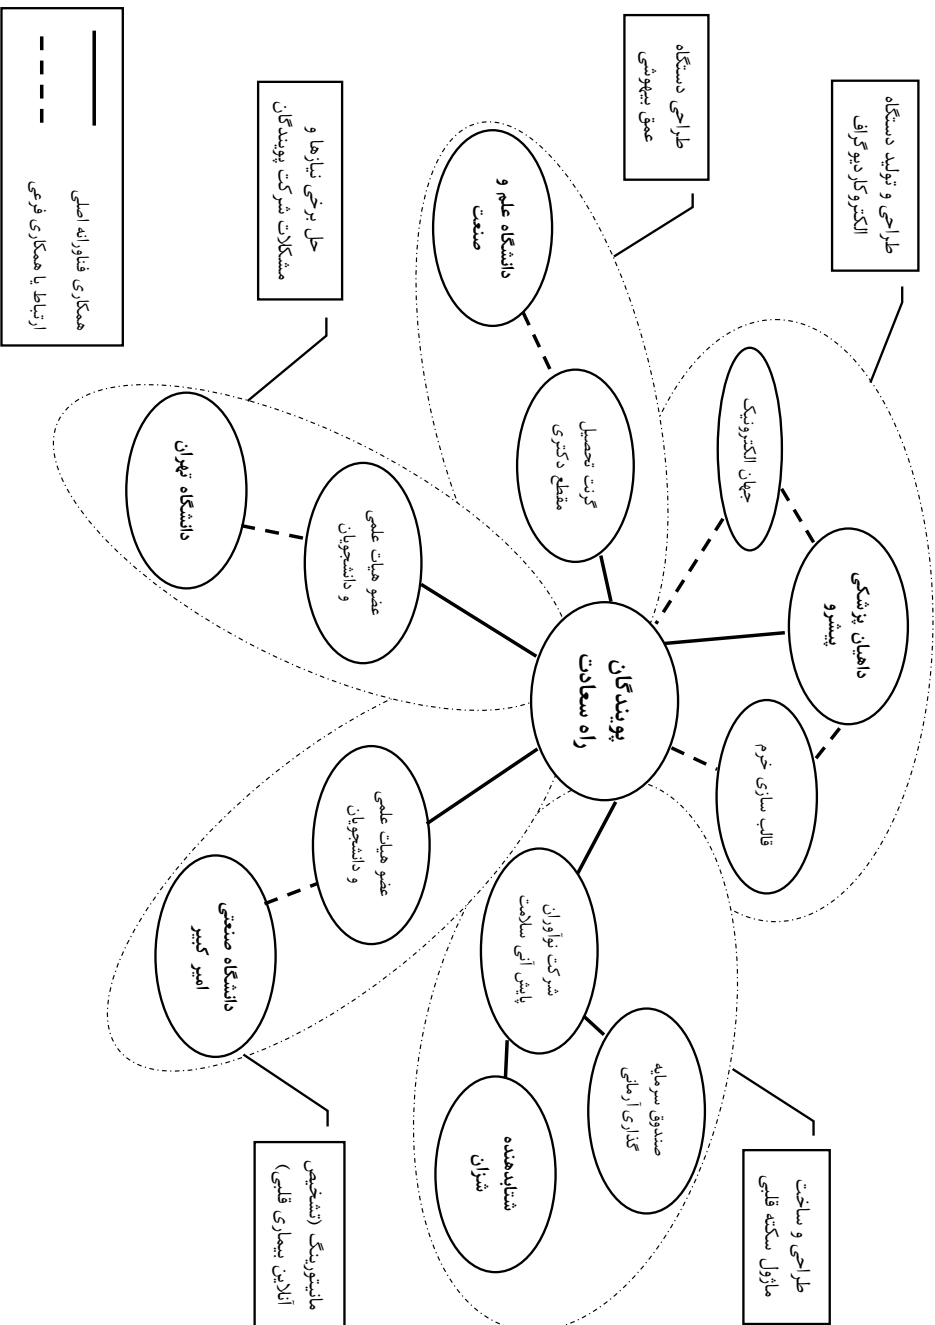 طراحی و تولید دستگاه
الکتروکاردیوگراف
طراحی دستگاه
عمق بیهوشی
حل برخی نیازها و
مشکلات شرکت پویندگان
همکاری فناورانه اصلی
ارتباط یا همکاری فرعی
جهان الکترونیک
داهیان پزشکی
پیشرو
قالب سازی خرم
دانشگاه علم و
صنعت
گرنت تحصیل
مقطع دکتری
دانشگاه تهران
عضو هیات علمی
و دانشجویان
پویندگان
راه سعادت
عضو هیات علمی
و دانشجویان
دانشگاه صنعتی
امیر کبیر
شرکت نوآوران
پایش آنی سلامت
صندوق سرمایه
گذاری آرمانی
شتابدهنده
شزان
طراحی و ساخت
ماژول سکته قلبی
مانیتورینگ (تشخیص
آنلاین بیماری قلبی)